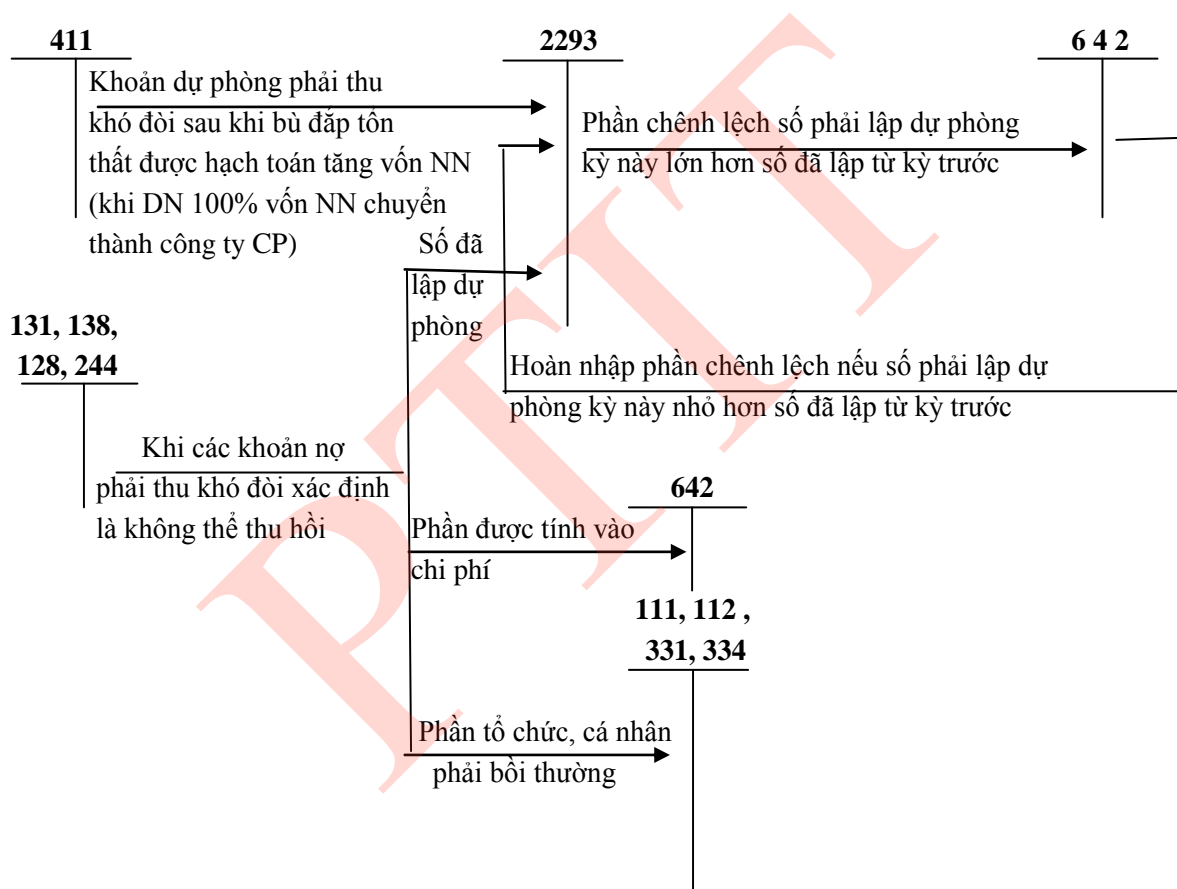 411
2293
6 4 2
Khoản dự phòng phải thu
khó đòi sau khi bù đắp tổn
thất được hạch toán tăng vốn NN
(khi DN 100% vốn NN chuyển
thành công ty CP)
Phần chênh lệch số phải lập dự phòng
kỳ này lớn hơn số đã lập từ kỳ trước
Số đã
lập dự
phòng
131, 138,
128, 244
Hoàn nhập phần chênh lệch nếu số phải lập dự
phòng kỳ này nhỏ hơn số đã lập từ kỳ trước
Khi các khoản nợ
phải thu khó đòi xác định
là không thể thu hồi
642
Phần được tính vào
chi phí
111, 112 ,
331, 334
Phần tổ chức, cá nhân
phải bồi thường
PTIT